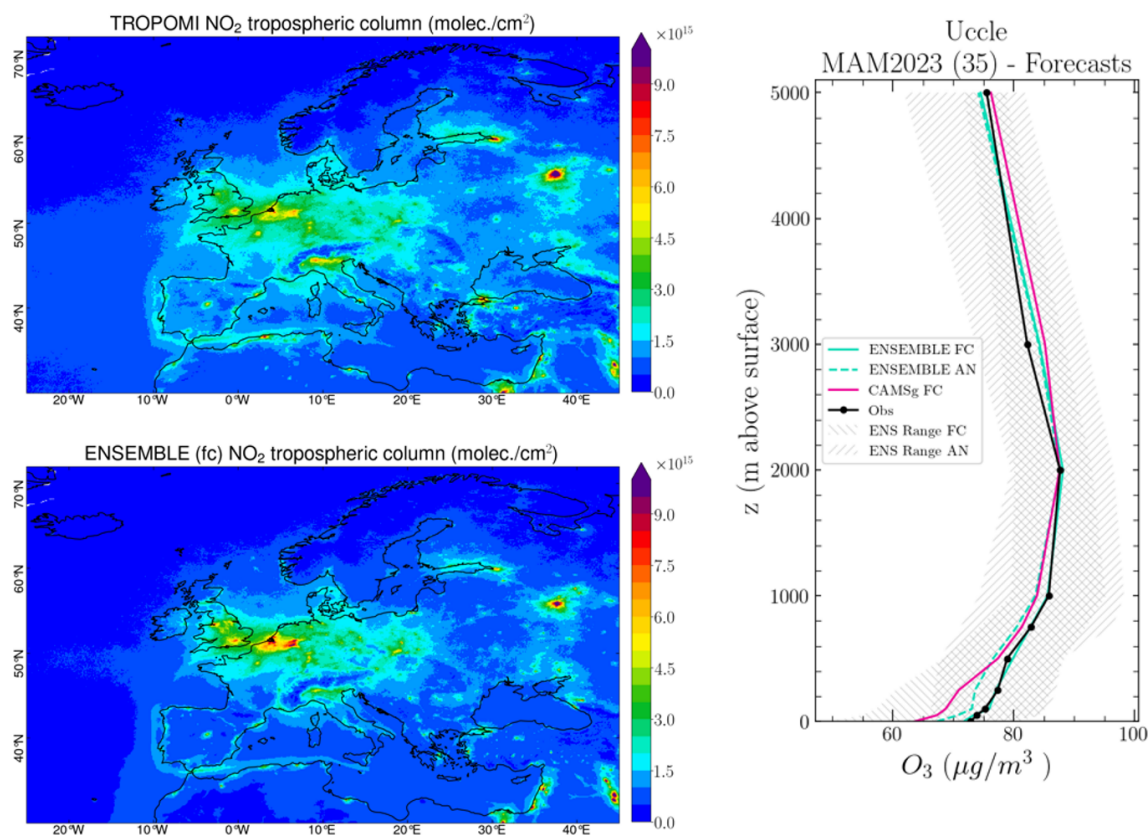 TROPOMI NO₂ tropospheric column (molec./cm²)
×10¹⁵
70°N
60°N
50°N
40°N
9.0
7.5
6.0
4.5
3.0
1.5
0.0
20°W
10°W
0°W
10°E
20°E
30°E
40°E
ENSEMBLE (fc) NO₂ tropospheric column (molec./cm²)
×10¹⁵
70°N
60°N
50°N
40°N
9.0
7.5
6.0
4.5
3.0
1.5
0.0
20°W
10°W
0°W
10°E
20°E
30°E
40°E
Uccle
MAM2023 (35) - Forecasts
z (m above surface)
5000
4000
3000
2000
1000
0
ENSEMBLE FC
ENSEMBLE AN
CAMSg FC
Obs
ENS Range FC
ENS Range AN
60
80
100
O₃ (μg/m³ )